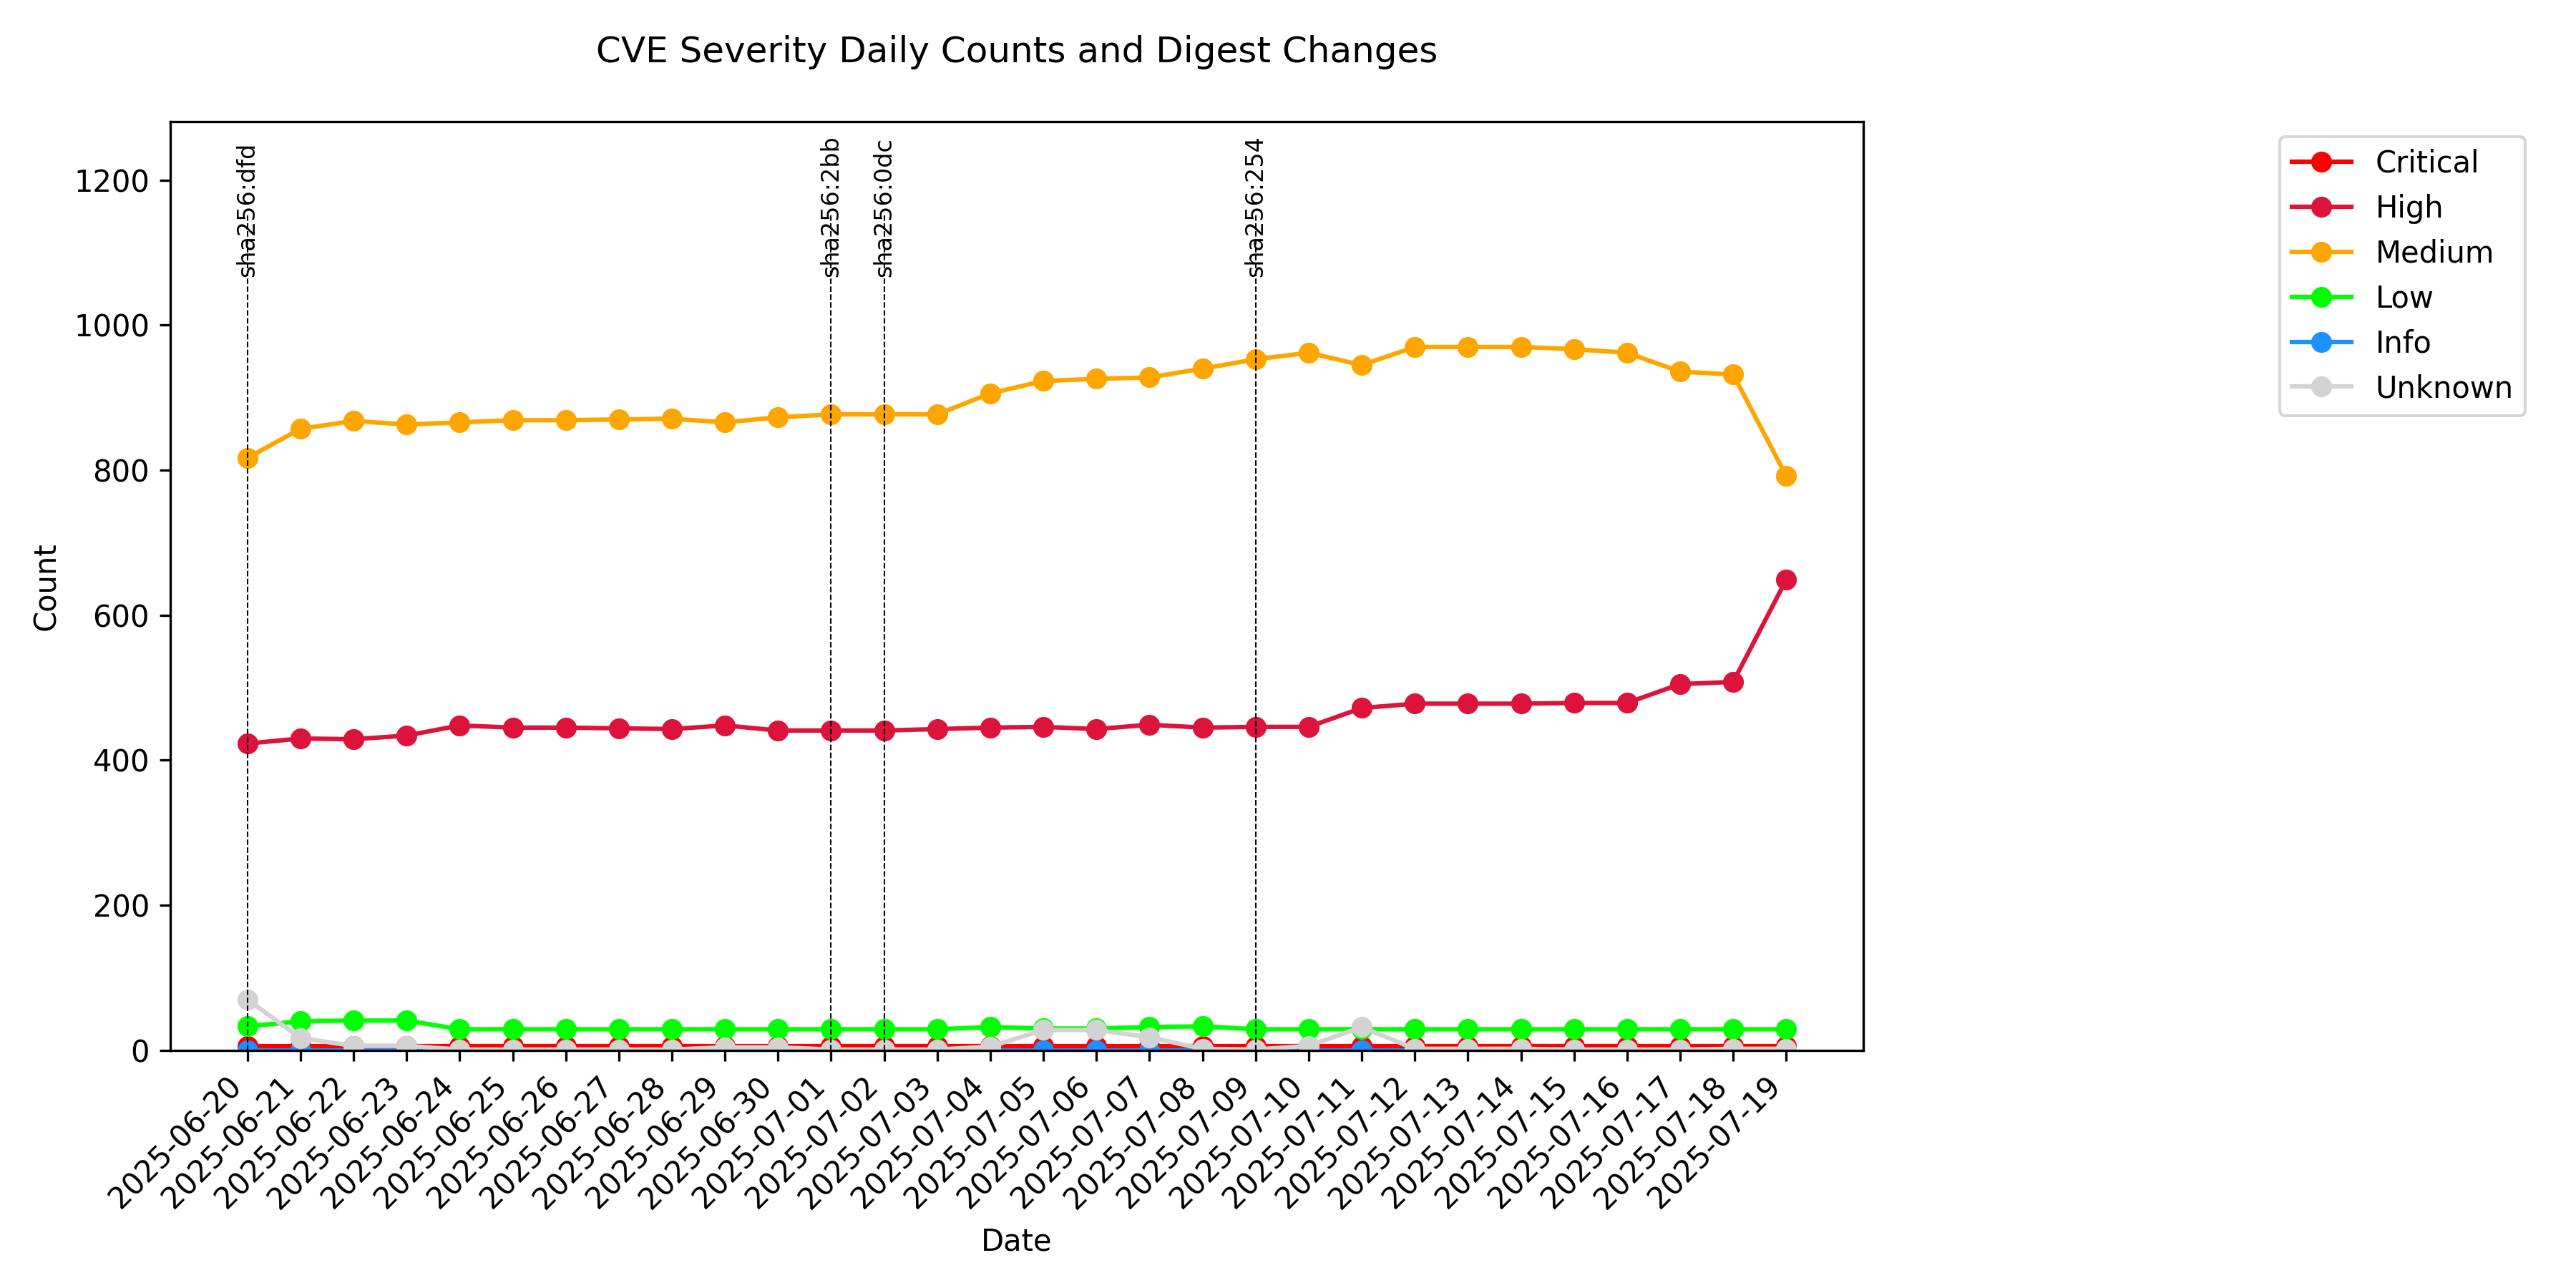 CVE Severity Daily Counts and Digest Changes
sha256:dfd
sha256:2bb
sha256:0dc
sha256:254
Critical
High
Medium
Low
Info
Unknown
1200
1000
800
600
400
200
0
Count
2025-06-20
2025-06-21
2025-06-22
2025-06-23
2025-06-24
2025-06-25
2025-06-26
2025-06-27
2025-06-28
2025-06-29
2025-06-30
2025-07-01
2025-07-02
2025-07-03
2025-07-04
2025-07-05
2025-07-06
2025-07-07
2025-07-08
2025-07-09
2025-07-10
2025-07-11
2025-07-12
2025-07-13
2025-07-14
2025-07-15
2025-07-16
2025-07-17
2025-07-18
2025-07-19
Date